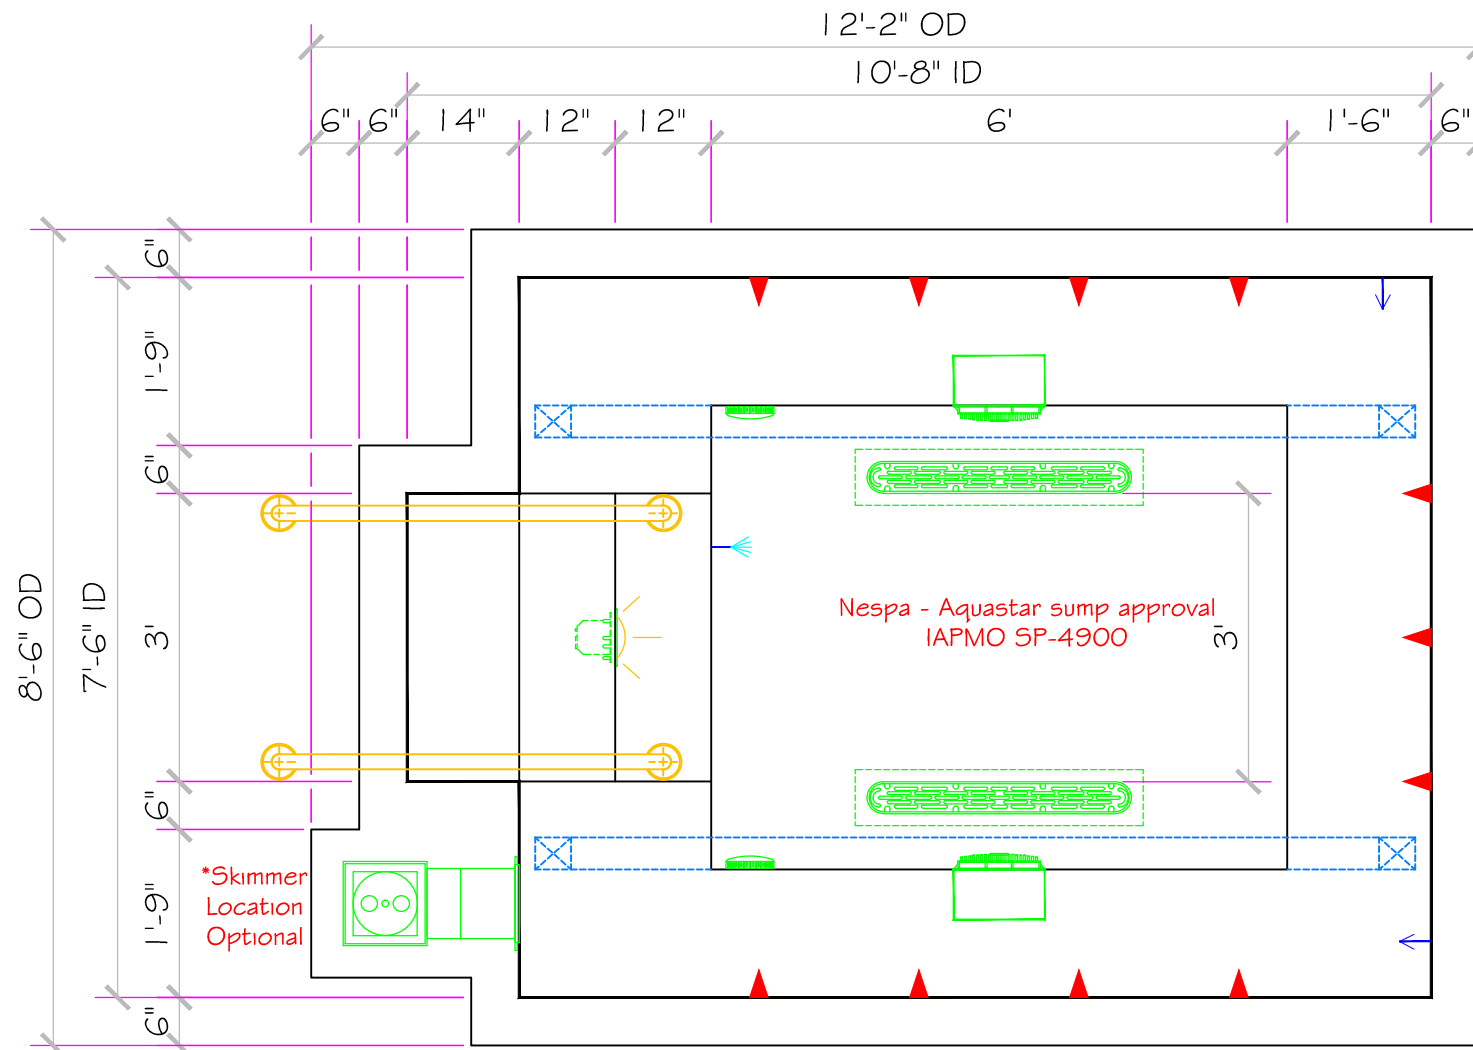 12'-2" OD
10'-8" ID
6" 6" 14" 12" 12" 6' 1'-6" 6"
6"
1'-9"
6"
3'
6"
1'-9"
6"
8'-6" OD
7'-6" ID
Nespa - Aquastar sump approval
IAPMO SP-4900
3'
*Skimmer
Location
Optional